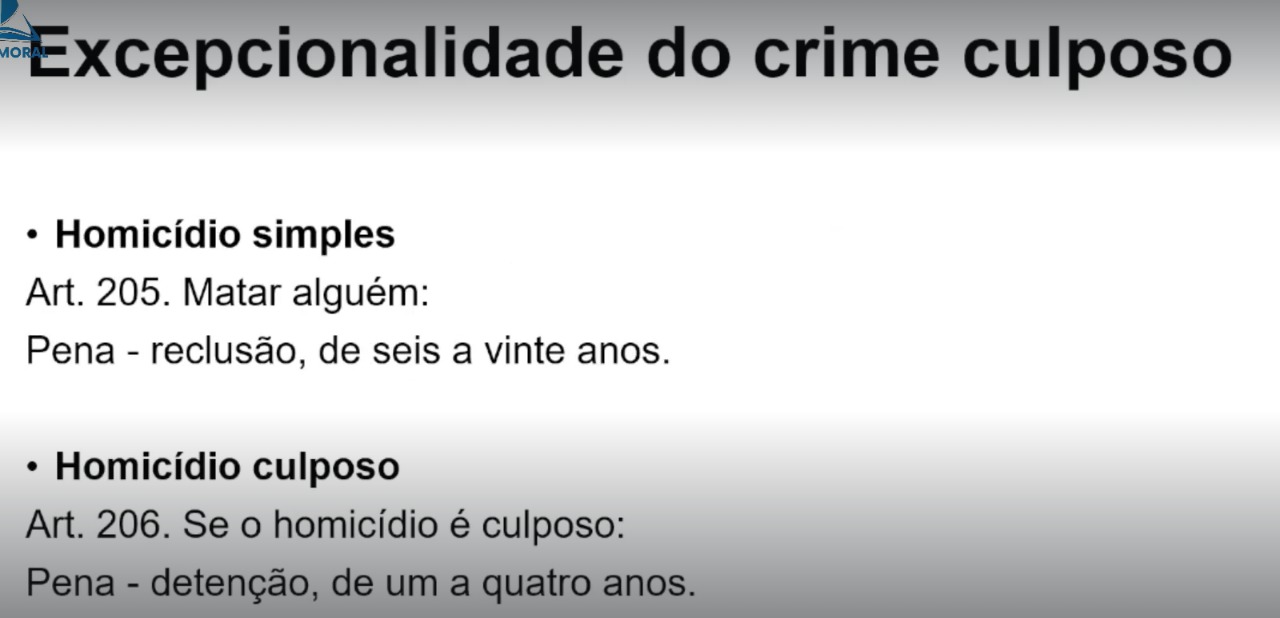 MORAL
Excepcionalidade do crime culposo
• Homicídio simples
Art. 205. Matar alguém:
Pena - reclusão, de seis a vinte anos.
• Homicídio culposo
Art. 206. Se o homicídio é culposo:
Pena - detenção, de um a quatro anos.